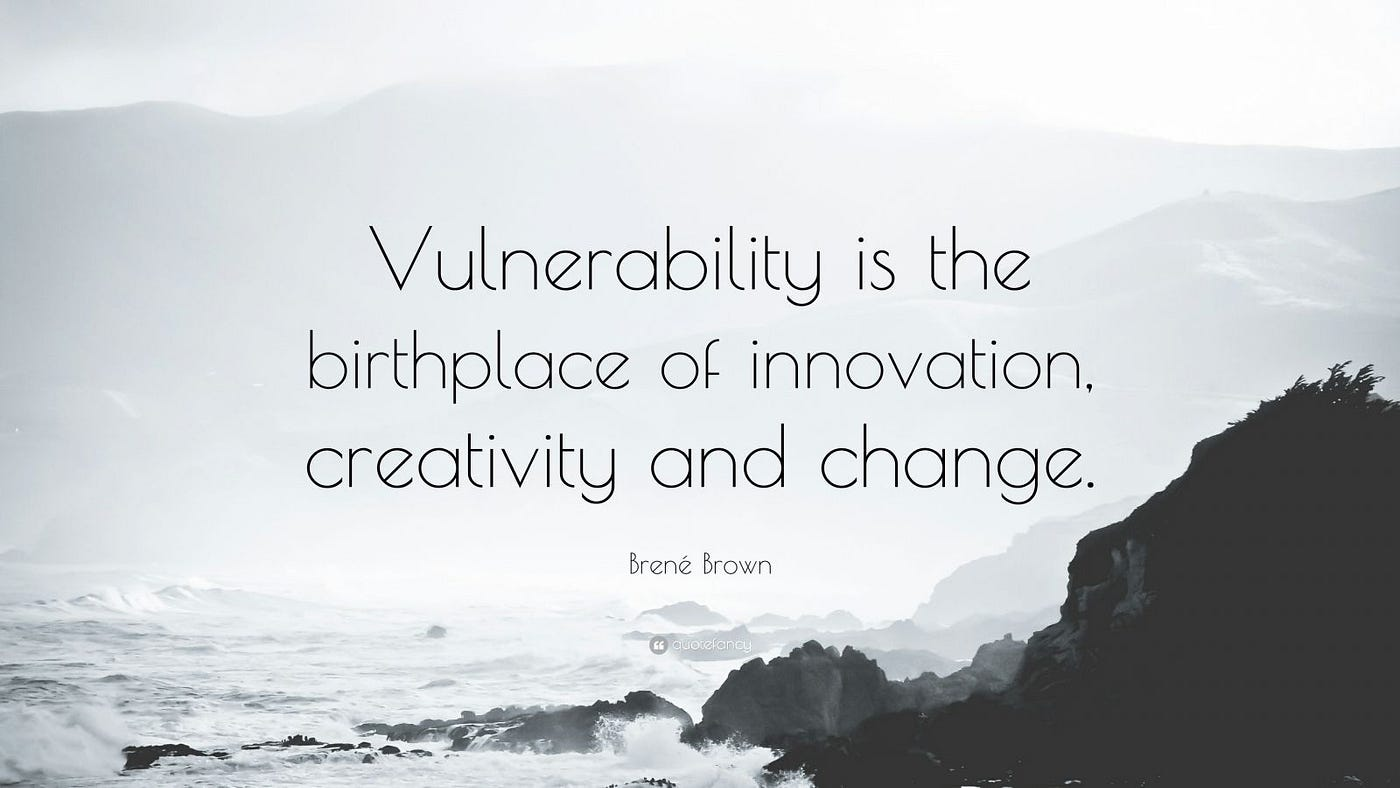 Vulnerability is the
birthplace of innovation,
creativity and change.
Brené Brown
quotefancy